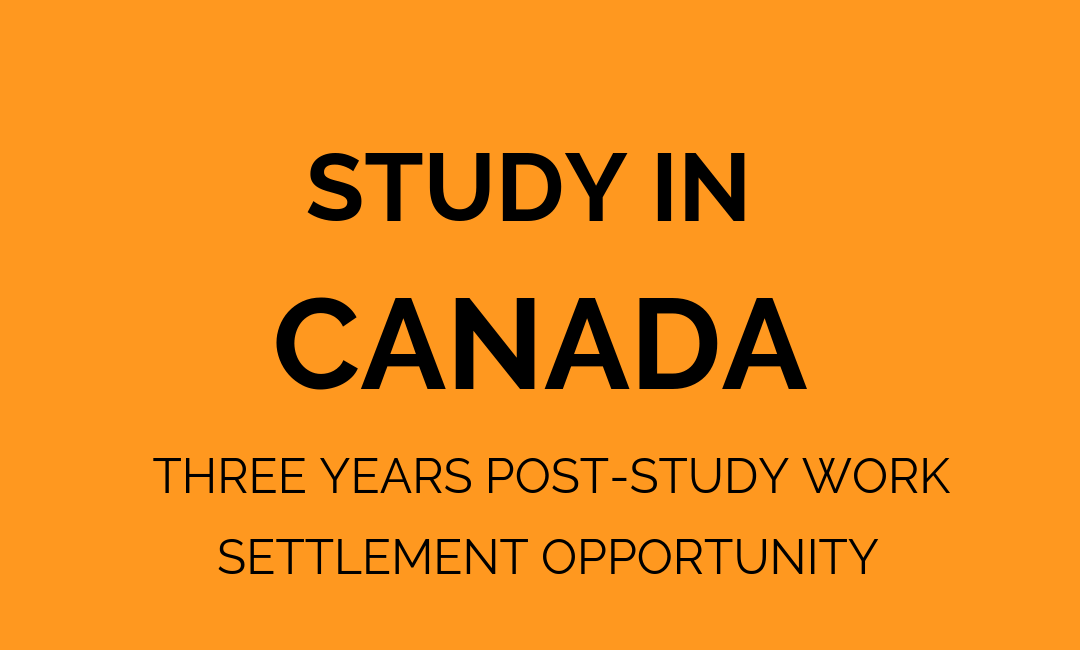 STUDY IN
CANADA
THREE YEARS POST-STUDY WORK
SETTLEMENT OPPORTUNITY